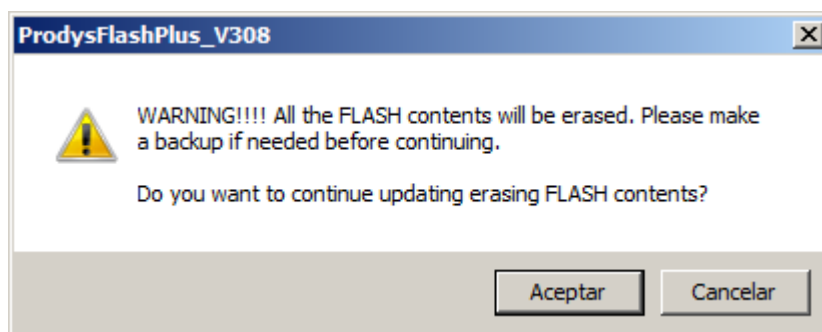 ProdysFlashPlus_V308
WARNING!!!! All the FLASH contents will be erased. Please make
a backup if needed before continuing.
Do you want to continue updating erasing FLASH contents?
Aceptar
Cancelar